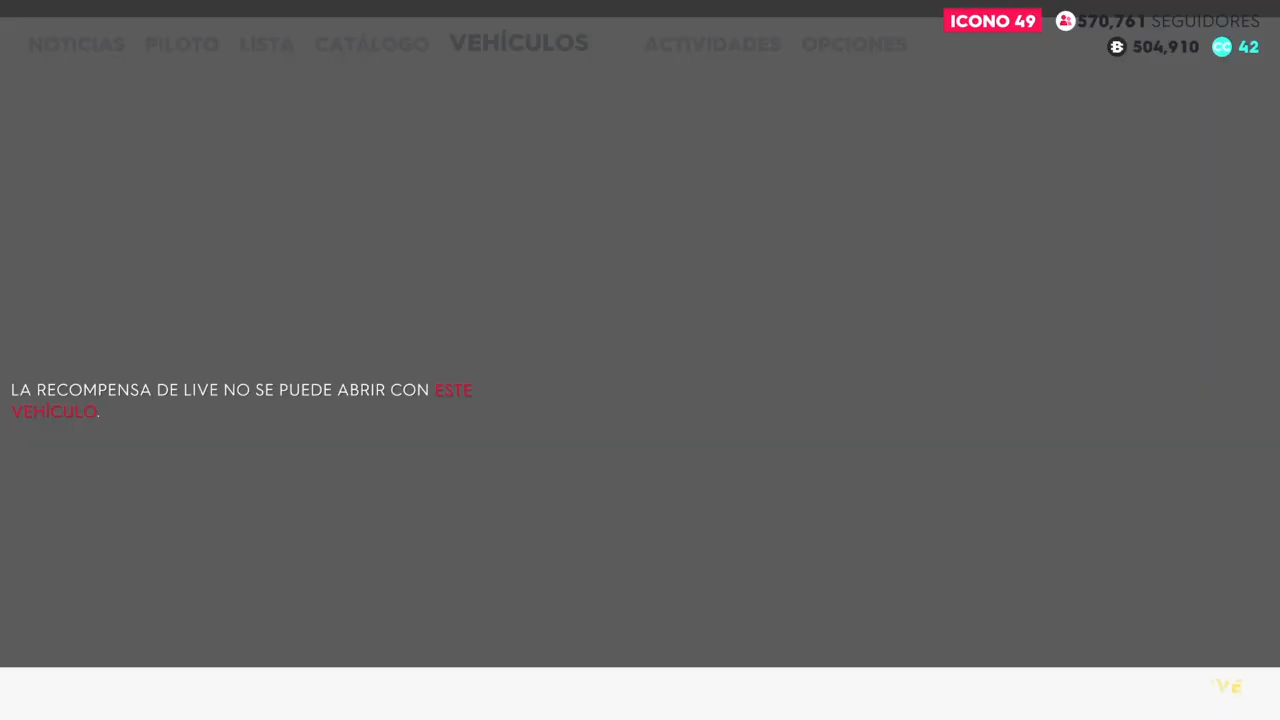 ICONO 49 570,761 SEGUIDORES
NOTICIAS PILOTO LISTA CATÁLOGO VEHÍCULOS ACTIVIDADES OPCIONES
504,910 CC 42
LA RECOMPENSA DE LIVE NO SE PUEDE ABRIR CON ESTE
VEHÍCULO.